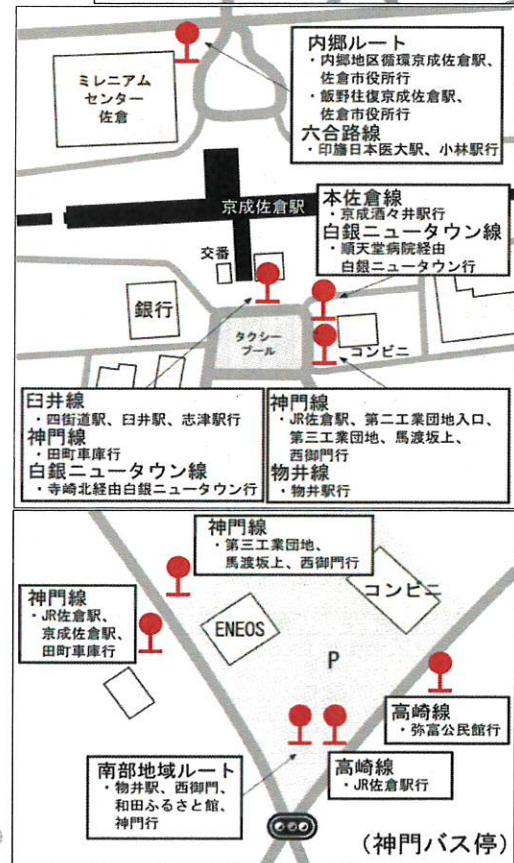 内郷ルート
・内郷地区循環京成佐倉駅、
佐倉市役所行
・飯野往復京成佐倉駅、
佐倉市役所行
六合路線
・印旛日本医大駅、小林駅行
ミレニアム
センター
佐倉
京成佐倉駅
本佐倉線
・京成酒々井駅行
白銀ニュータウン線
・順天堂病院経由
白銀ニュータウン行
交番
銀行
タクシー
プール
コンビニ
臼井線
・四街道駅、臼井駅、志津駅行
神門線
・田町車庫行
白銀ニュータウン線
・寺崎北経由白銀ニュータウン行
神門線
・JR佐倉駅、第二工業団地入口、
第三工業団地、馬渡坂上、
西御門行
物井線
・物井駅行
神門線
・第三工業団地、
馬渡坂上、西御門行
神門線
・JR佐倉駅、
京成佐倉駅、
田町車庫行
ENEOS
コンビニ
P
高崎線
・弥富公民館行
南部地域ルート
・物井駅、西御門、
和田ふるさと館、
神門行
高崎線
・JR佐倉駅行
(神門バス停)